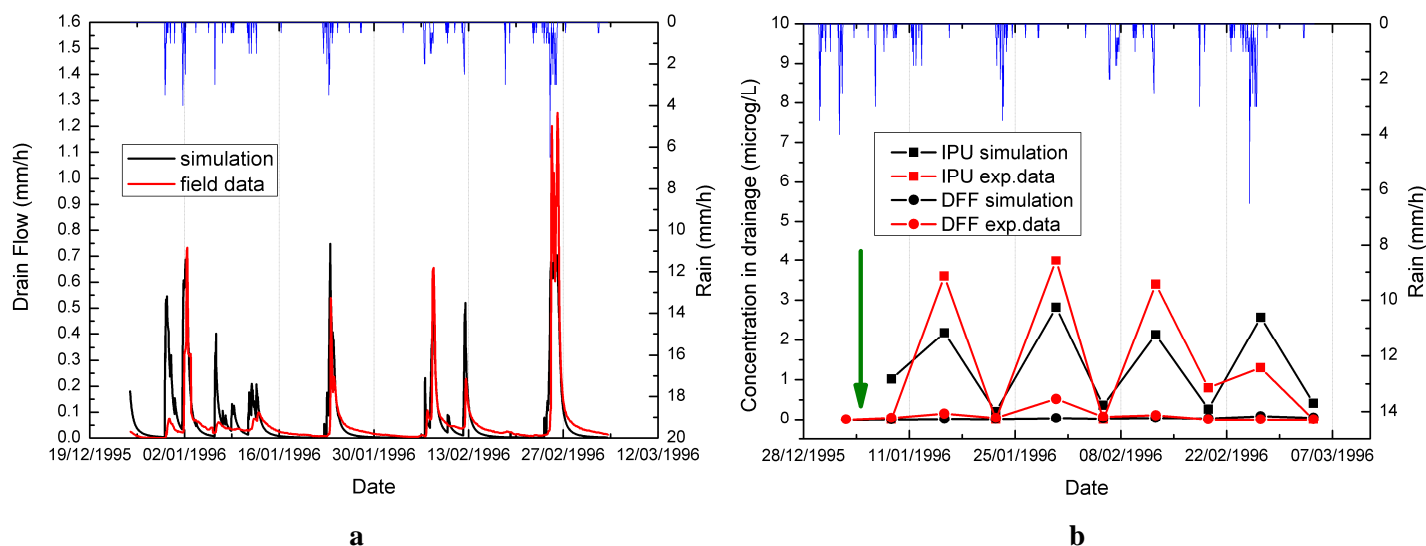 1.6
1.5
1.4
1.3
1.2
1.1
1.0
0.9
0.8
0.7
0.6
0.5
0.4
0.3
0.2
0.1
0.0
Drain Flow (mm/h)
simulation
field data
0
2
4
6
8
10
12
14
16
18
20
Rain (mm/h)
19/12/1995 02/01/1996 16/01/1996 30/01/1996 13/02/1996 27/02/1996 12/03/1996
Date
a
10
9
8
7
6
5
4
3
2
1
0
Concentration in drainage (microg/L)
IPU simulation
IPU exp.data
DFF simulation
DFF exp.data
0
2
4
6
8
10
12
14
Rain (mm/h)
28/12/1995 11/01/1996 25/01/1996 08/02/1996 22/02/1996 07/03/1996
Date
b